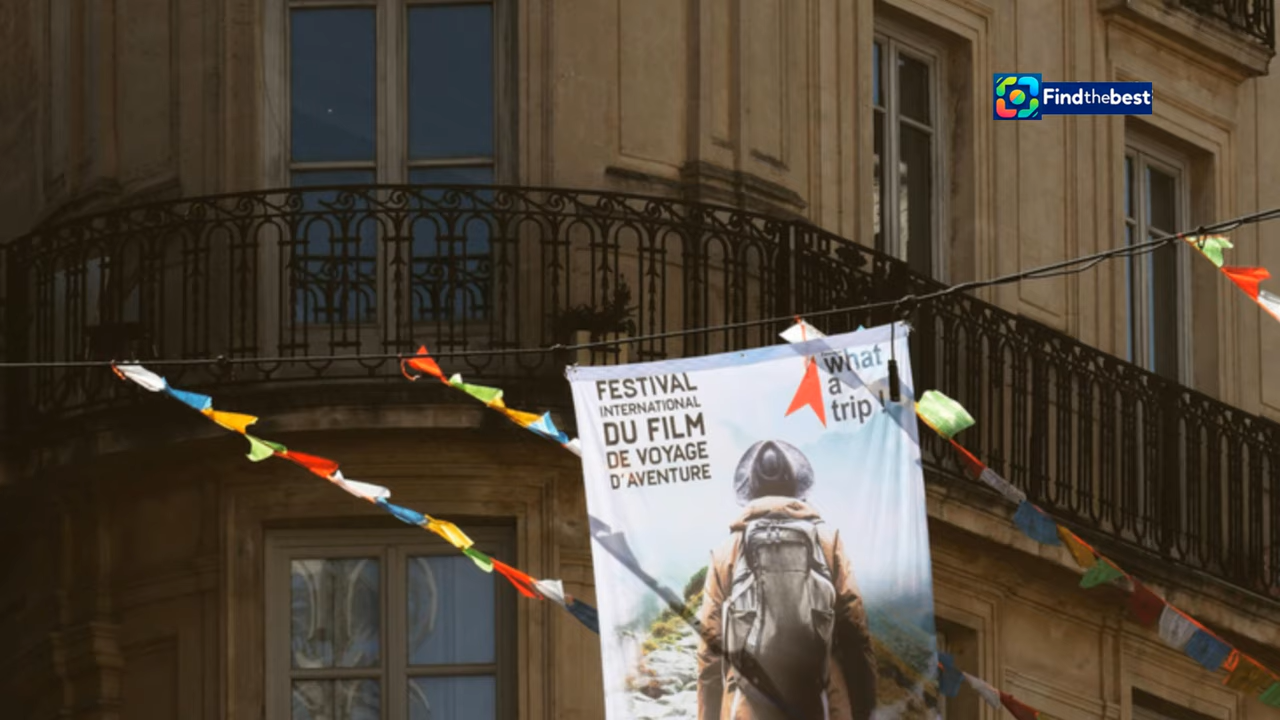 Findthebest
what
a
trip !
FESTIVAL
INTERNATIONAL
DU FILM
DE VOYAGE
D'AVENTURE